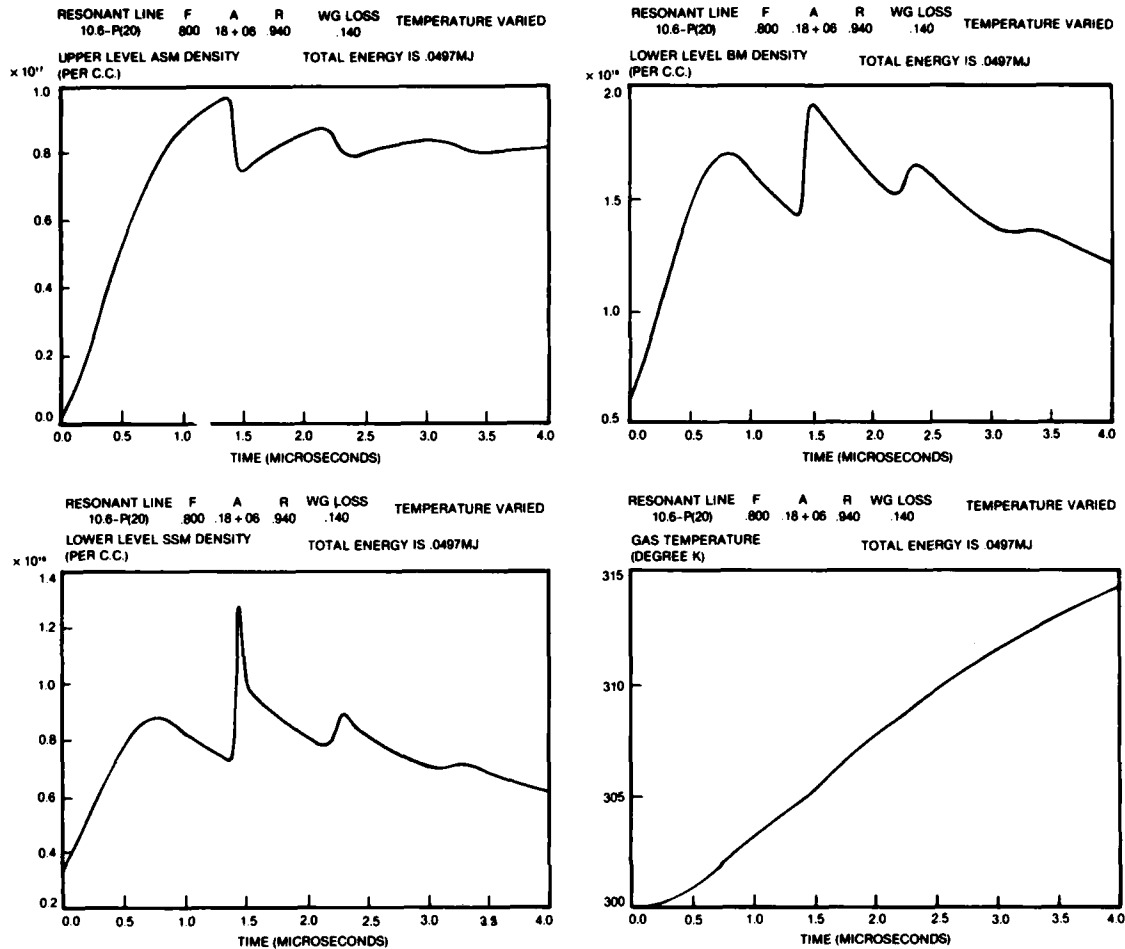 RESONANT LINE F A R WG LOSS TEMPERATURE VARIED
10.6-P(20) .800 .18 + 06 .940 .140
UPPER LEVEL ASM DENSITY TOTAL ENERGY IS .0497MJ
(PER C.C.)
× 10¹⁷
1.0
0.8
0.6
0.4
0.2
0.0
0.0 0.5 1.0 1.5 2.0 2.5 3.0 3.5 4.0
TIME (MICROSECONDS)
RESONANT LINE F A R WG LOSS TEMPERATURE VARIED
10.6-P(20) .800 .18 + 06 .940 .140
LOWER LEVEL BM DENSITY TOTAL ENERGY IS .0497MJ
(PER C.C.)
2.0
1.5
1.0
0.5
0.0 0.5 1.0 1.5 2.0 2.5 3.0 3.5 4.0
TIME (MICROSECONDS)
RESONANT LINE F A R WG LOSS TEMPERATURE VARIED
10.6-P(20) .800 .18 + 06 .940 .140
LOWER LEVEL SSM DENSITY TOTAL ENERGY IS .0497MJ
(PER C.C.)
1.4
1.2
1.0
0.8
0.6
0.4
0.2
0.0 0.5 1.0 1.5 2.0 2.5 3.0 4.0
TIME (MICROSECONDS)
RESONANT LINE F A R WG LOSS TEMPERATURE VARIED
10.6-P(20) .800 .18 + 06 .940 .140
GAS TEMPERATURE TOTAL ENERGY IS .0497MJ
(DEGREE K)
315
310
305
300
0.0 0.5 1.0 1.5 2.0 2.5 3.0 3.5 4.0
TIME (MICROSECONDS)